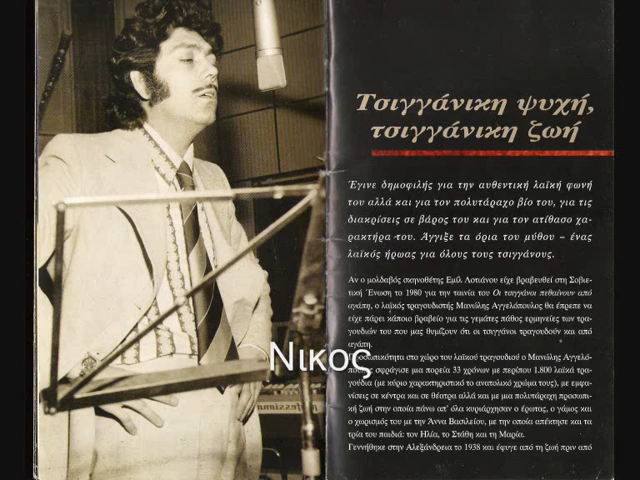 Τσιγγάνικη ψυχή,
τσιγγάνικη ζωή
Έγινε δημοφιλής για την αυθεντική λαϊκή φωνή
του αλλά και για τον πολυτάραχο βίο του, για τις
διακρίσεις σε βάρος του και για τον ατίθασο χα-
ρακτήρα του. Άγγιξε τα όρια του μύθου – ένας
λαϊκός ήρωας για όλους τους τσιγγάνους.
Αν ο μολδαβός σκηνοθέτης Εμίλ Λοτιάνου είχε βραβευθεί στη Σοβιε-
τική Ένωση το 1980 για την ταινία του Οι τσιγγάνοι πεθαίνουν από
αγάπη, ο λαϊκός τραγουδιστής Μανώλης Αγγελόπουλος θα έπρεπε να
είχε πάρει κάποιο βραβείο για τις γεμάτες πάθος ερμηνείες των τρα-
γουδιών του που μας θυμίζουν ότι οι τσιγγάνοι τραγουδούν και από
αγάπη.
Προσωπικότητα στο χώρο του λαϊκού τραγουδιού ο Μανώλης Αγγελό-
πουλος σφράγισε μια πορεία 33 χρόνων με περίπου 1.800 λαϊκά τρα-
γούδια (με κύριο χαρακτηριστικό το ανατολικό χρώμα τους), με εμφα-
νίσεις σε κέντρα και σε θέατρα αλλά και με μια πολυτάραχη προσωπι-
κή ζωή στην οποία πάνω απ' όλα κυριάρχησαν ο έρωτας, ο γάμος και
ο χωρισμός του με την Άννα Βασιλείου, με την οποία απέκτησε και τα
τρία του παιδιά: τον Ηλία, το Στάθη και τη Μαρία.
Γεννήθηκε στην Αλεξάνδρεια το 1938 και έφυγε από τη ζωή πριν από
Νικος
professional